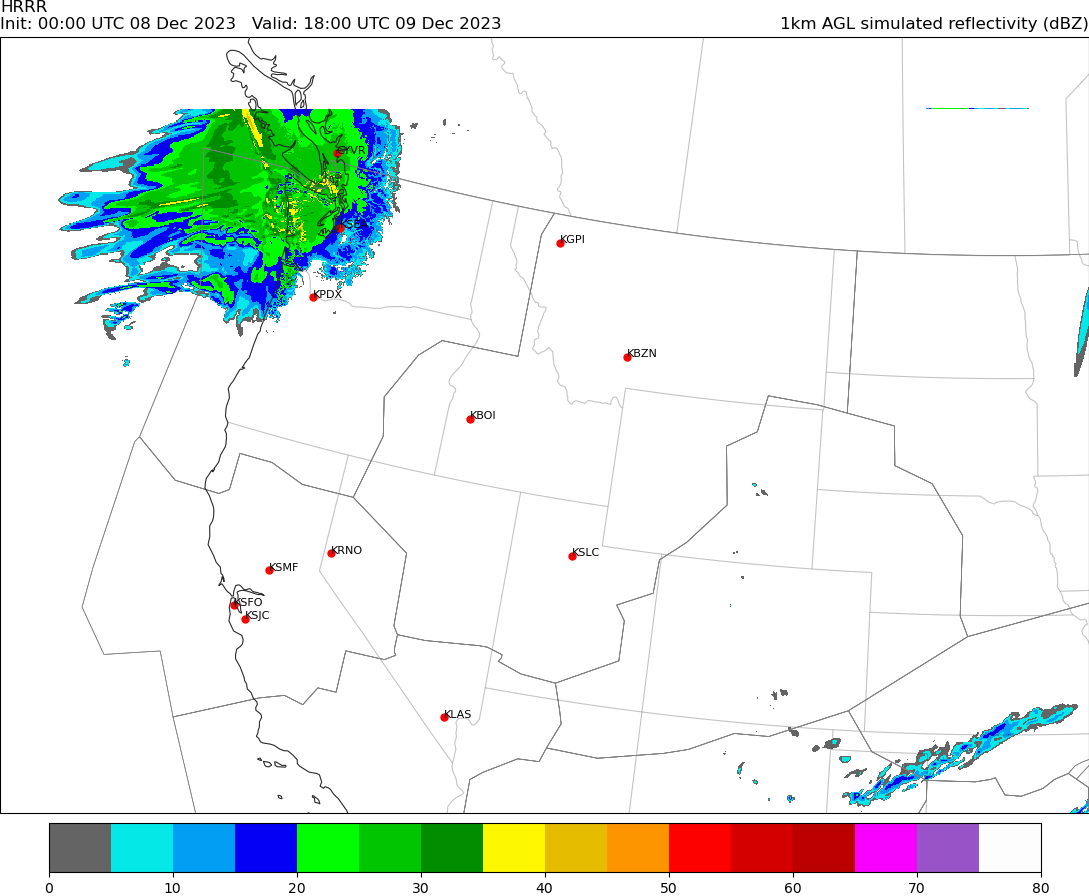 HRRR
Init: 00:00 UTC 08 Dec 2023   Valid: 18:00 UTC 09 Dec 2023   1km AGL simulated reflectivity (dBZ)
CYVR
KGPI
KPDX
KBZN
KBOI
KRNO
KSLC
KSMF
KSFO
KSJC
KLAS
0 10 20 30 40 50 60 70 80